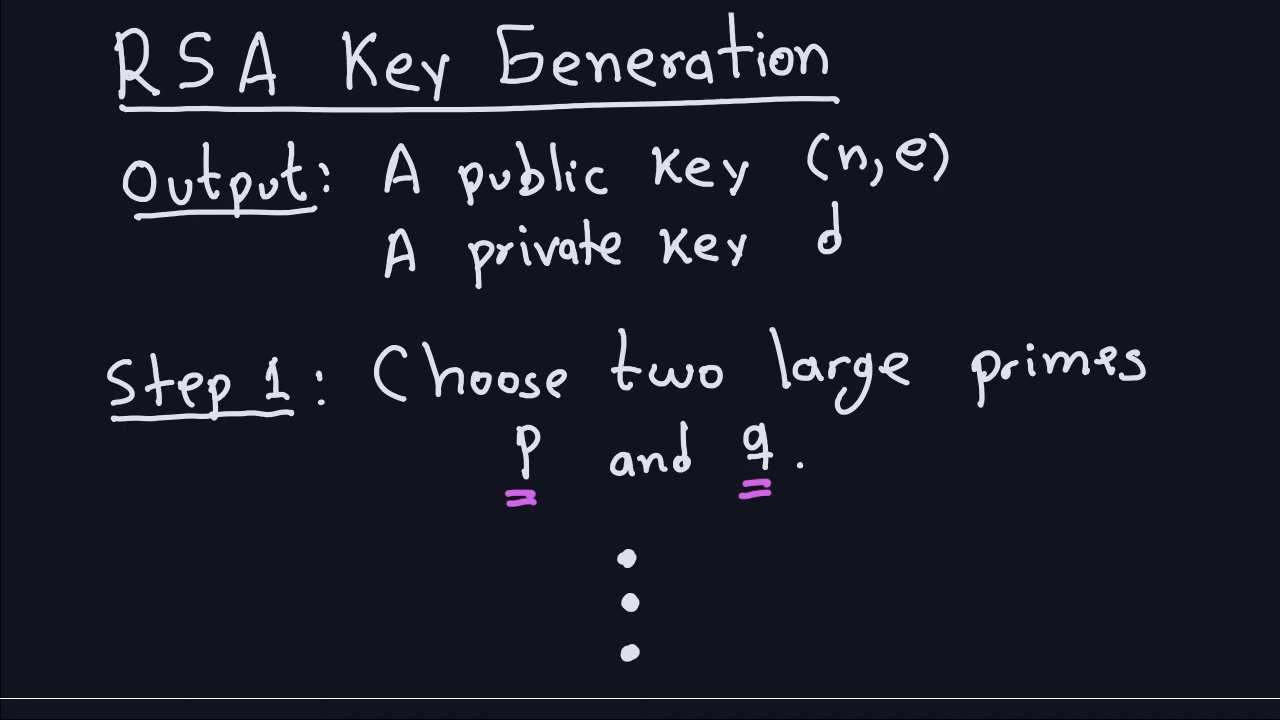 RSA Key Generation
Output: A public key (n, e)
A private key d
Step 1: Choose two large primes
p and q.